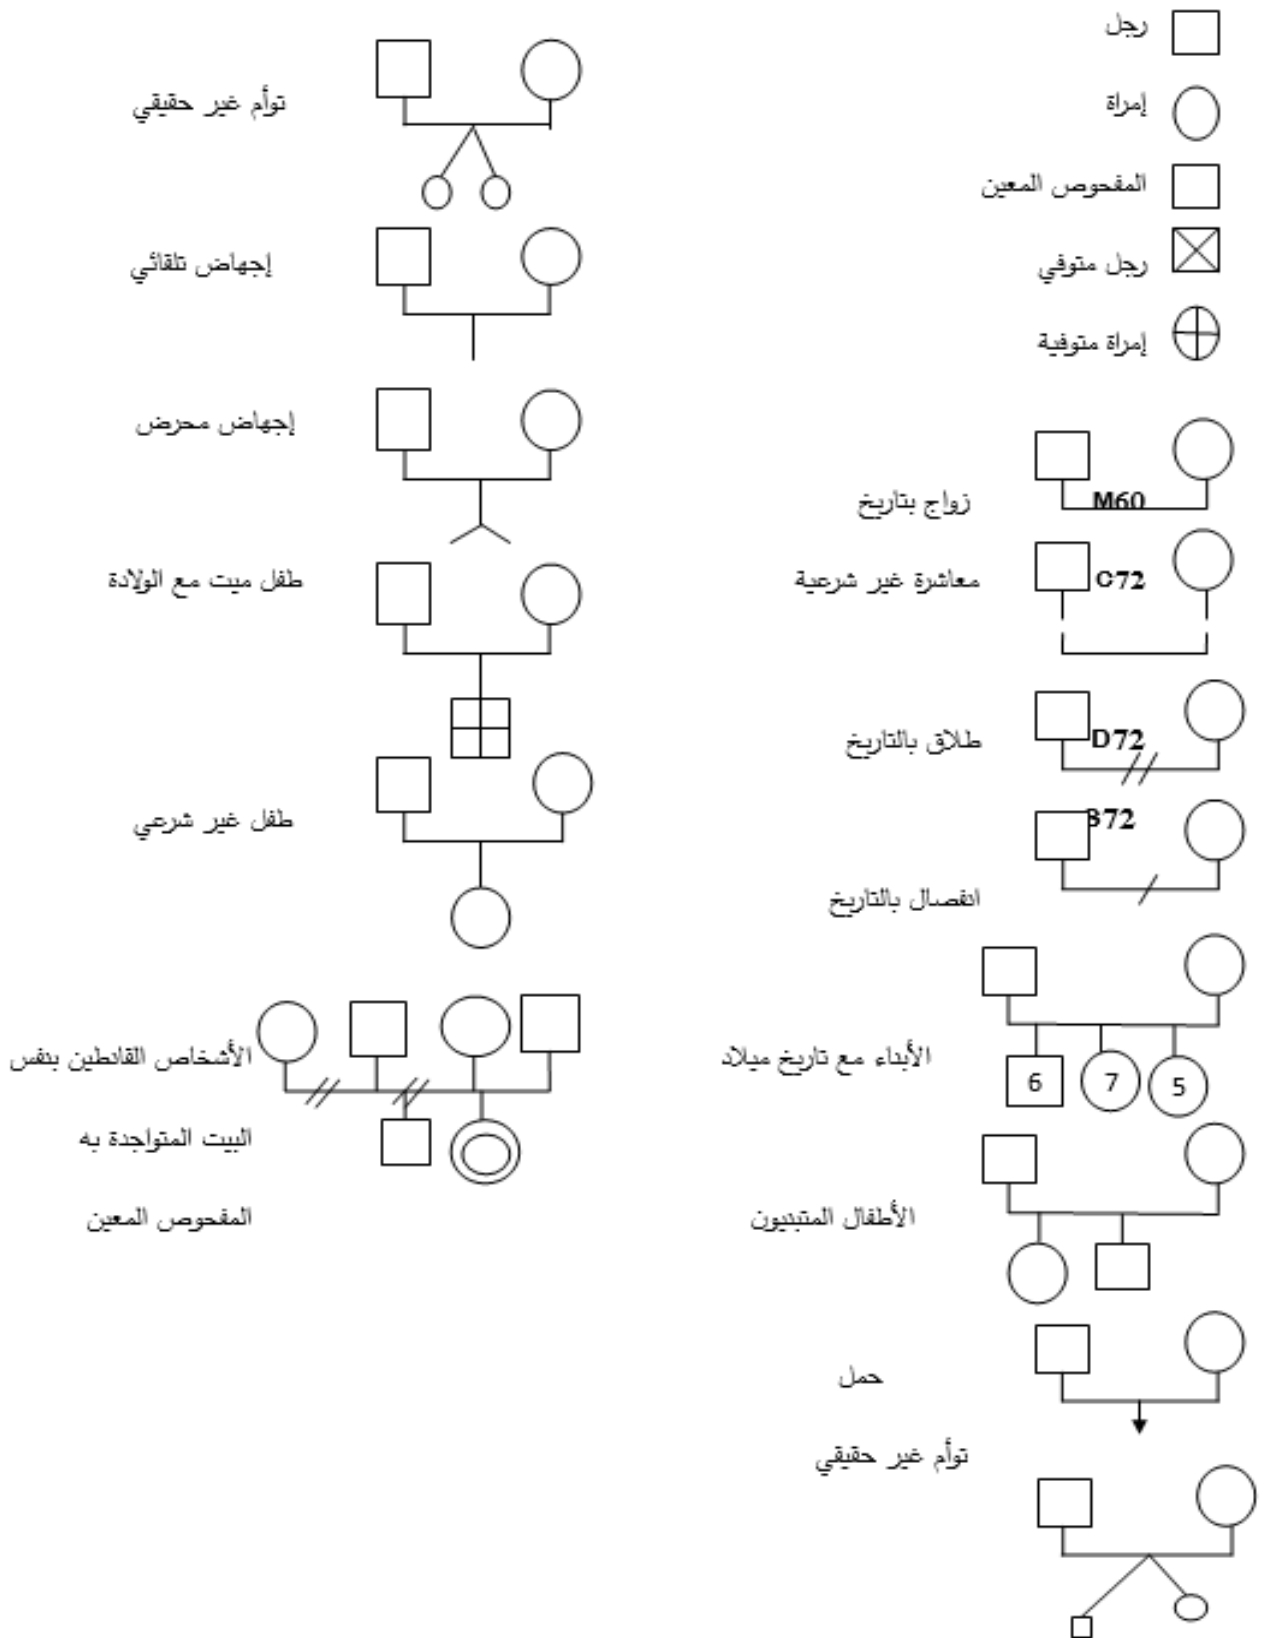 رجل
إمراة
المفحوص المعين
رجل متوفي
إمراة متوفية
زواج بتاريخ
M60
معاشرة غير شرعية
C72
طلاق بالتاريخ
D72
S72
انفصال بالتاريخ
الأبناء مع تاريخ ميلاد
6 7 5
الأطفال المتبنيون
حمل
توأم غير حقيقي
توأم غير حقيقي
إجهاض تلقائي
إجهاض محرض
طفل ميت مع الولادة
طفل غير شرعي
الأشخاص القانطين بنفس
البيت المتواجدة به
المفحوص المعين